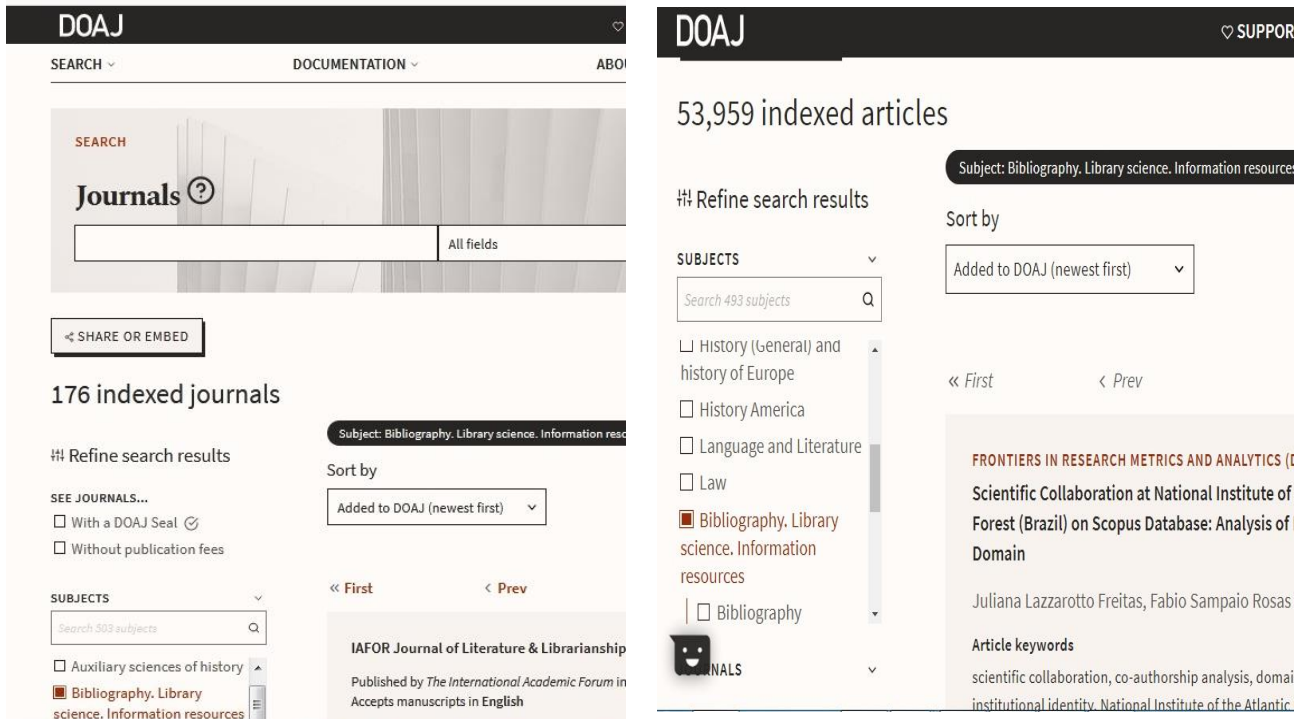 DOAJ
SEARCH
DOCUMENTATION
SEARCH
Journals ?
All fields
SHARE OR EMBED
176 indexed journals
Subject: Bibliography. Library science. Information
Refine search results
Sort by
SEE JOURNALS...
Added to DOAJ (newest first)
With a DOAJ Seal
Without publication fees
SUBJECTS
« First
‹ Prev
Search 503 subjects
IAFOR Journal of Literature & Librarianship
Auxiliary sciences of history
Published by The International Academic Forum in
Bibliography. Library
Accepts manuscripts in English
science. Information resources
DOAJ
53,959 indexed articles
Subject: Bibliography. Library science. Information resources
Refine search results
Sort by
SUBJECTS
Added to DOAJ (newest first)
Search 493 subjects
History (General) and
history of Europe
« First
‹ Prev
History America
Language and Literature
FRONTIERS IN RESEARCH METRICS AND ANALYTICS
Law
Scientific Collaboration at National Institute of
Bibliography. Library
Forest (Brazil) on Scopus Database: Analysis of
science. Information
Domain
resources
Juliana Lazzarotto Freitas, Fabio Sampaio Rosas
Bibliography
Article keywords
scientific collaboration, co-authorship analysis,
institutional identity, National Institute of the Atlantic